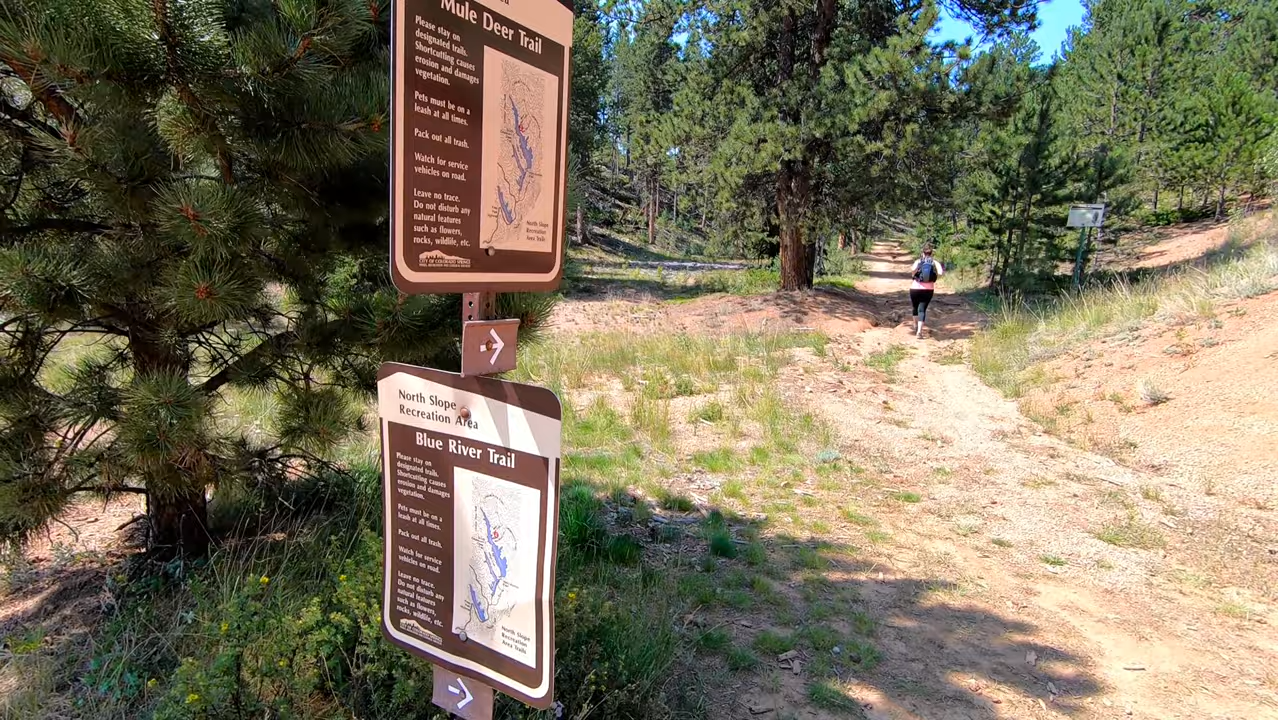 Mule Deer Trail
Please stay on
designated trails.
Shortcutting causes
erosion and damages
vegetation.
Pets must be on a
leash at all times.
Pack out all trash.
Watch for service
vehicles on road.
Leave no trace.
Do not disturb any
natural features
such as flowers,
rocks, wildlife, etc.
North Slope
Recreation
Area Trails
CITY OF COLORADO SPRINGS
North Slope
Recreation Area
Blue River Trail
Please stay on
designated trails.
Shortcutting causes
erosion and damages
vegetation.
Pets must be on a
leash at all times.
Pack out all trash.
Watch for service
vehicles on road.
Leave no trace.
Do not disturb any
natural features
such as flowers,
rocks, wildlife, etc.
North Slope
Recreation
Area Trails